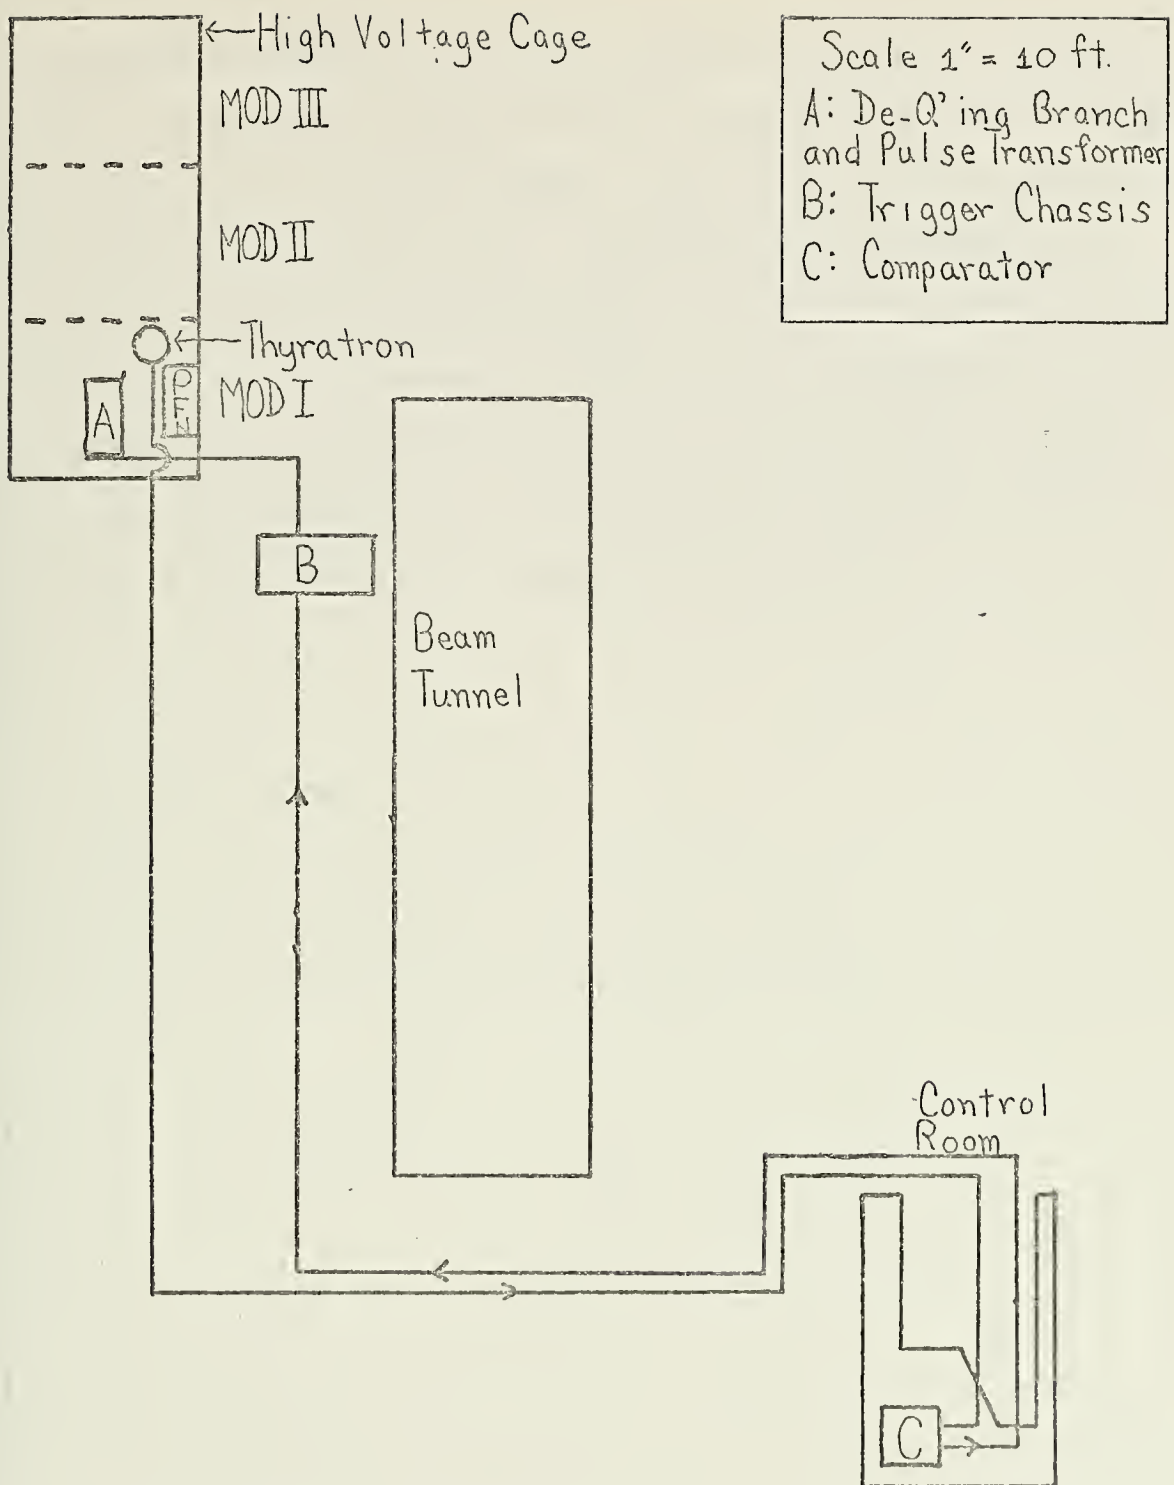 High Voltage Cage
MOD III
MOD II
Thyratron
MOD I
PFN
A
B
Beam
Tunnel
Control
Room
C
Scale 1" = 10 ft.
A: De-Q'ing Branch
and Pulse Transformer
B: Trigger Chassis
C: Comparator